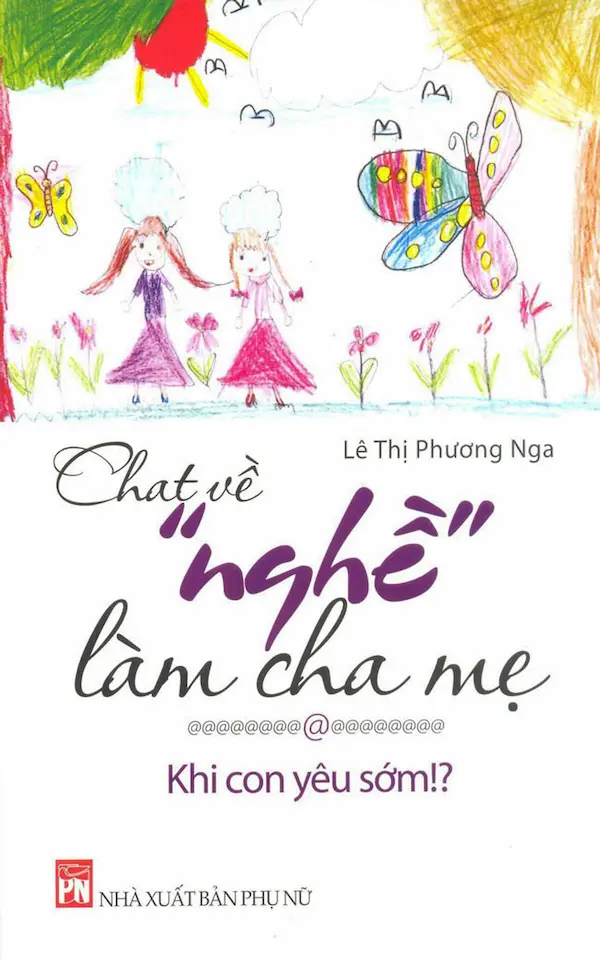 Lê Thị Phương Nga
Chat về
“nghề”
làm cha mẹ
@@@@@@@@@@@@@@@@@
Khi con yêu sớm!?
PN
NHÀ XUẤT BẢN PHỤ NỮ